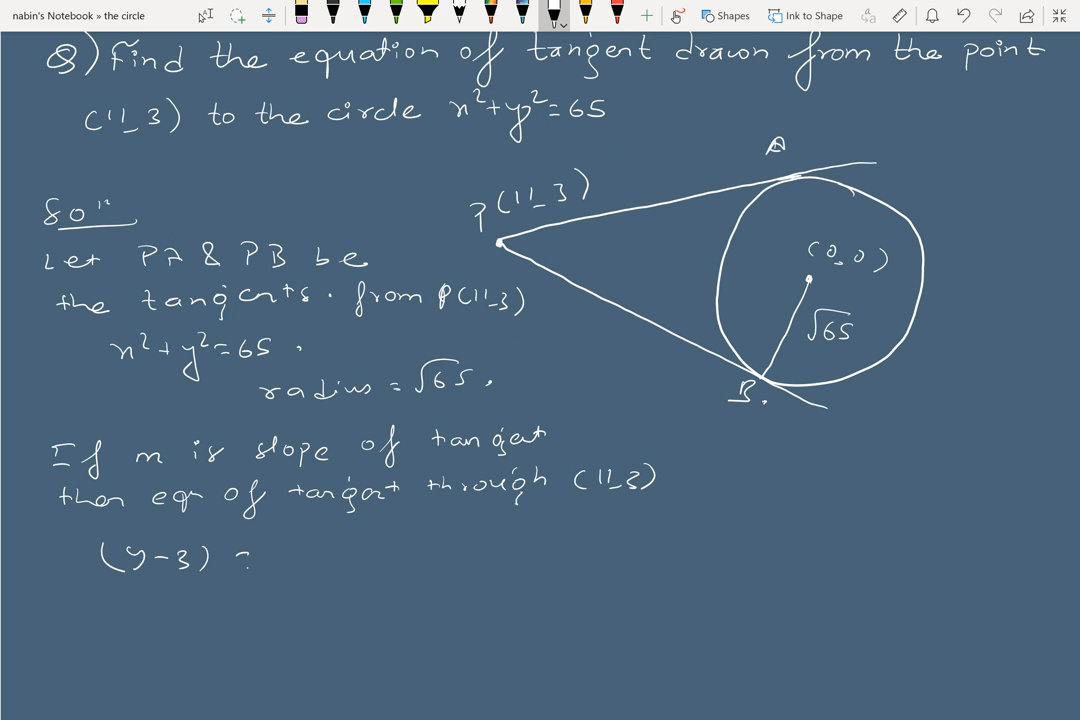 nabin's Notebook » the circle
Shapes
Ink to Shape
Q) Find the equation of tangent drawn from the point
(11,3) to the circle x²+y²=65
A
P(11,3)
Solⁿ
(0,0)
Let PA & PB be
the tangents. from P(11,3)
√65
x²+y²=65.
radius = √65.
B.
If m is slope of tangent
then eqn of tangent through (11,3)
(y-3) =